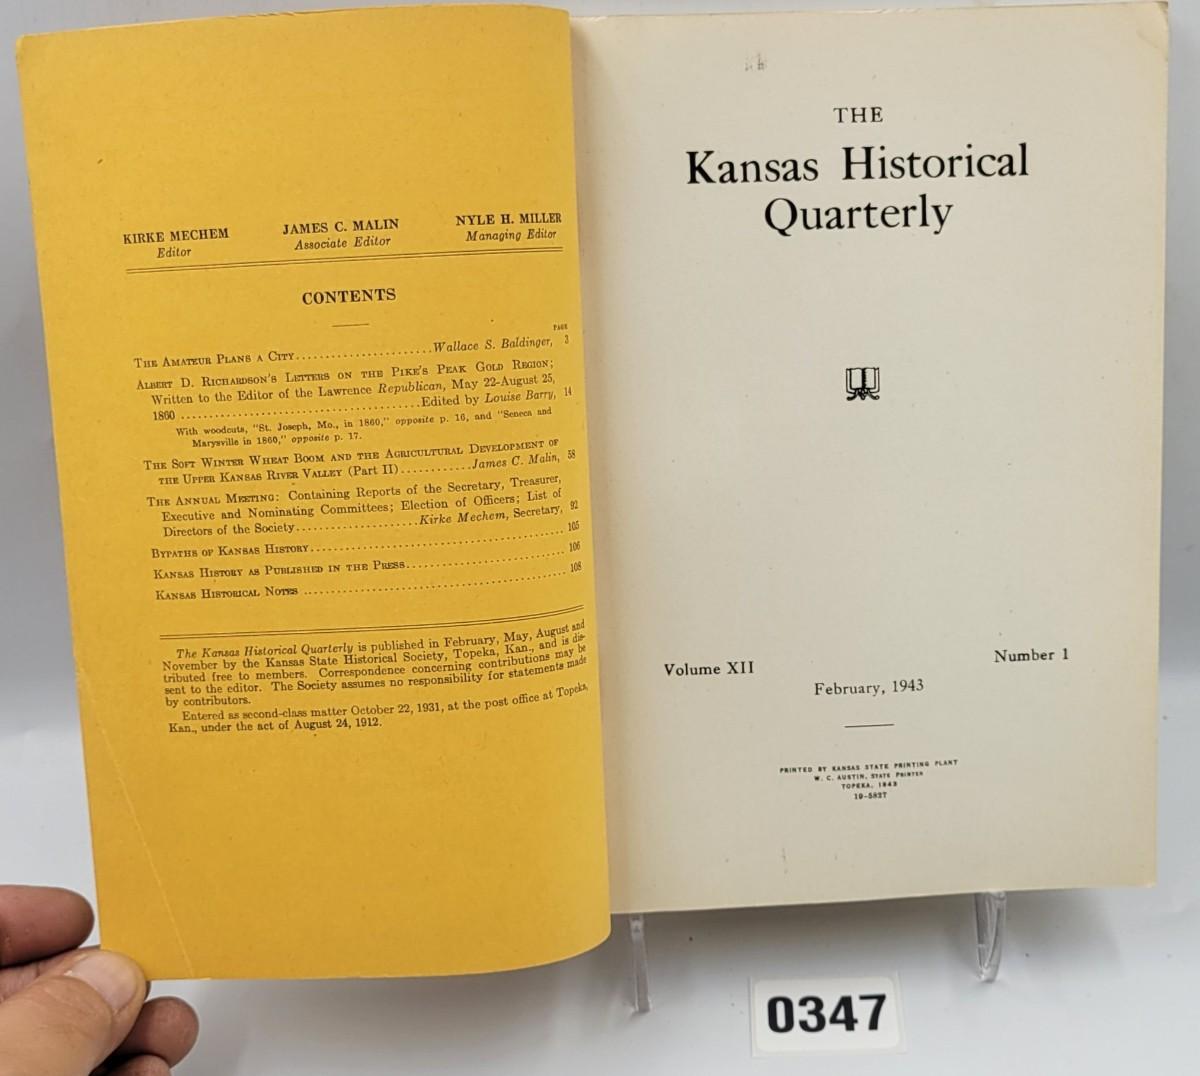 KIRKE MECHEM JAMES C. MALIN NYLE H. MILLER
Editor Associate Editor Managing Editor
CONTENTS
PAGE
THE AMATEUR PLANS A CITY......................Wallace S. Baldinger, 3
ALBERT D. RICHARDSON'S LETTERS ON THE PIKE'S PEAK GOLD REGION;
Written to the Editor of the Lawrence Republican, May 22-August 25,
1860 ........................................Edited by Louise Barry, 14
With woodcuts, "St. Joseph, Mo., in 1860," opposite p. 16, and "Seneca and
Marysville in 1860," opposite p. 17.
THE SOFT WINTER WHEAT BOOM AND THE AGRICULTURAL DEVELOPMENT OF
THE UPPER KANSAS RIVER VALLEY (Part II)............James C. Malin, 58
THE ANNUAL MEETING: Containing Reports of the Secretary, Treasurer,
Executive and Nominating Committees; Election of Officers; List of
Directors of the Society....................Kirke Mechem, Secretary, 92
BYPATHS OF KANSAS HISTORY.......................................... 105
KANSAS HISTORY AS PUBLISHED IN THE PRESS.......................... 106
KANSAS HISTORICAL NOTES ........................................... 108
The Kansas Historical Quarterly is published in February, May, August and
November by the Kansas State Historical Society, Topeka, Kan., and is dis-
tributed free to members. Correspondence concerning contributions may be
sent to the editor. The Society assumes no responsibility for statements made
by contributors.
Entered as second-class matter October 22, 1931, at the post office at Topeka,
Kan., under the act of August 24, 1912.
THE
Kansas Historical
Quarterly
Volume XII Number 1
February, 1943
PRINTED BY KANSAS STATE PRINTING PLANT
W. C. AUSTIN, STATE PRINTER
TOPEKA, 1943
19-5827
0347